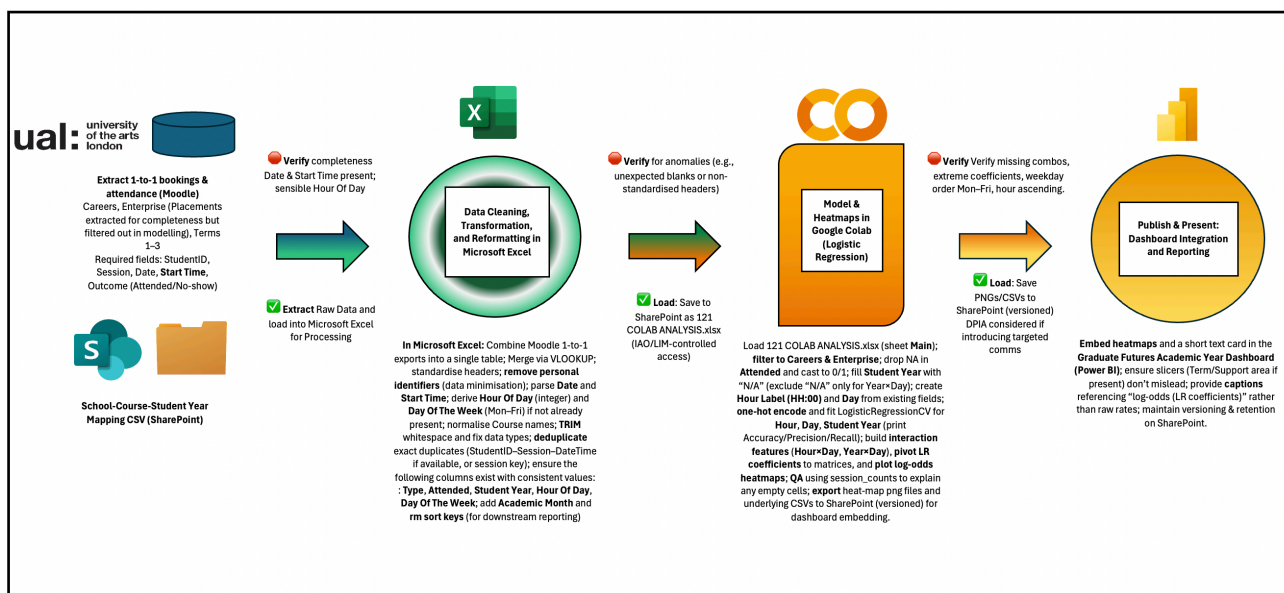 ual: university
of the arts
london
Extract 1-to-1 bookings &
attendance (Moodle)
Careers, Enterprise (Placements
extracted for completeness but
filtered out in modelling), Terms
1–3
Required fields: StudentID,
Session, Date, Start Time,
Outcome (Attended/No-show)
S
School-Course-Student Year
Mapping CSV (SharePoint)
Verify completeness
Date & Start Time present;
sensible Hour Of Day
Extract Raw Data and
load into Microsoft Excel
for Processing
X
Data Cleaning,
Transformation,
and Reformatting in
Microsoft Excel
In Microsoft Excel: Combine Moodle 1-to-1
exports into a single table; Merge via VLOOKUP;
standardise headers; remove personal
identifiers (data minimisation); parse Date and
Start Time; derive Hour Of Day (integer) and
Day Of The Week (Mon–Fri) if not already
present; normalise Course names; TRIM
whitespace and fix data types; deduplicate
exact duplicates (StudentID–Session–DateTime
if available, or session key); ensure the
following columns exist with consistent values:
: Type, Attended, Student Year, Hour Of Day,
Day Of The Week; add Academic Month and
rm sort keys (for downstream reporting)
Verify for anomalies (e.g.,
unexpected blanks or non-
standardised headers)
Load: Save to
SharePoint as 121
COLAB ANALYSIS.xlsx
(IAO/LIM-controlled
access)
Model &
Heatmaps in
Google Colab
(Logistic
Regression)
Load 121 COLAB ANALYSIS.xlsx (sheet Main);
filter to Careers & Enterprise; drop NA in
Attended and cast to 0/1; fill Student Year with
“N/A” (exclude “N/A” only for Year×Day); create
Hour Label (HH:00) and Day from existing fields;
one-hot encode and fit LogisticRegressionCV for
Hour, Day, Student Year (print
Accuracy/Precision/Recall); build interaction
features (Hour×Day, Year×Day), pivot LR
coefficients to matrices, and plot log-odds
heatmaps; QA using session_counts to explain
any empty cells; export heat-map png files and
underlying CSVs to SharePoint (versioned) for
dashboard embedding.
Verify Verify missing combos,
extreme coefficients, weekday
order Mon–Fri, hour ascending.
Load: Save
PNGs/CSVs to
SharePoint (versioned)
DPIA considered if
introducing targeted
comms
Publish & Present:
Dashboard Integration
and Reporting
Embed heatmaps and a short text card in the
Graduate Futures Academic Year Dashboard
(Power BI); ensure slicers (Term/Support area if
present) don’t mislead; provide captions
referencing “log-odds (LR coefficients)” rather
than raw rates; maintain versioning & retention
on SharePoint.